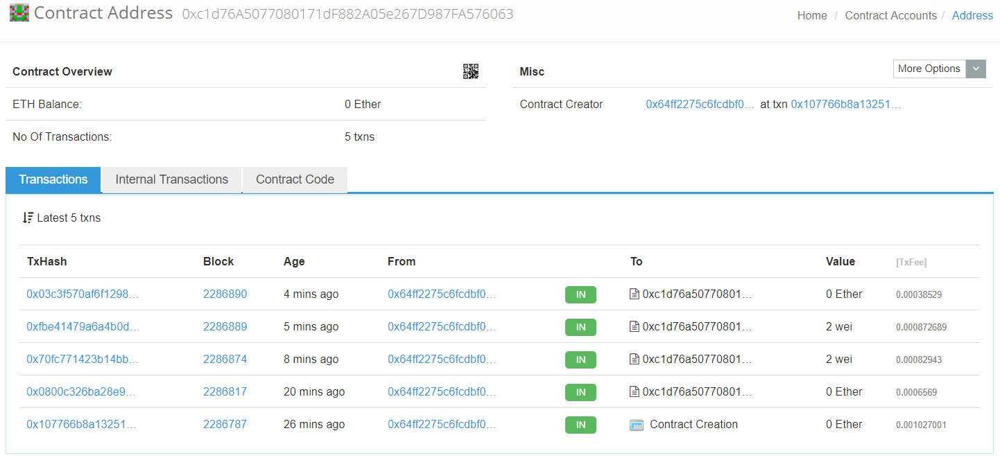 Contract Address 0xc1d76A5077080171dF882A05e267D987FA576063
Home / Contract Accounts / Address
Contract Overview
Misc
More Options
ETH Balance: 0 Ether
Contract Creator 0x64ff2275c6fcdbf0... at txn 0x107766b8a13251...
No Of Transactions: 5 txns
Transactions Internal Transactions Contract Code
Latest 5 txns
TxHash Block Age From To Value [TxFee]
0x03c3f570af6f1298... 2286890 4 mins ago 0x64ff2275c6fcdbf0... IN 0xc1d76a50770801... 0 Ether 0.00038529
0xfbe41479a6a4b0d... 2286889 5 mins ago 0x64ff2275c6fcdbf0... IN 0xc1d76a50770801... 2 wei 0.000872689
0x70fc771423b14bb... 2286874 8 mins ago 0x64ff2275c6fcdbf0... IN 0xc1d76a50770801... 2 wei 0.00082943
0x0800c326ba28e9... 2286817 20 mins ago 0x64ff2275c6fcdbf0... IN 0xc1d76a50770801... 0 Ether 0.0006569
0x107766b8a13251... 2286787 26 mins ago 0x64ff2275c6fcdbf0... IN Contract Creation 0 Ether 0.001027001